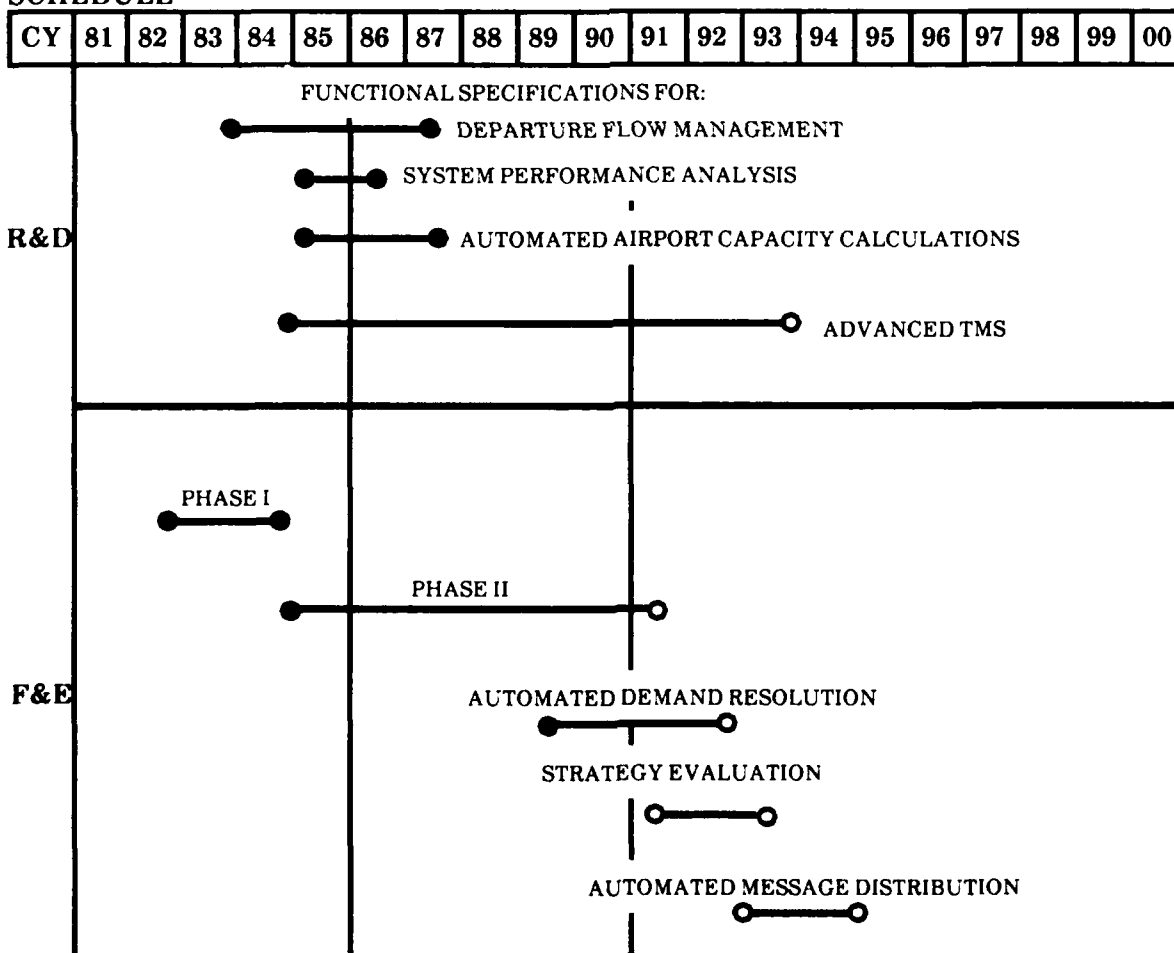 CY 81 82 83 84 85 86 87 88 89 90 91 92 93 94 95 96 97 98 99 00
FUNCTIONAL SPECIFICATIONS FOR:
DEPARTURE FLOW MANAGEMENT
SYSTEM PERFORMANCE ANALYSIS
R&D
AUTOMATED AIRPORT CAPACITY CALCULATIONS
ADVANCED TMS
PHASE I
PHASE II
F&E
AUTOMATED DEMAND RESOLUTION
STRATEGY EVALUATION
AUTOMATED MESSAGE DISTRIBUTION